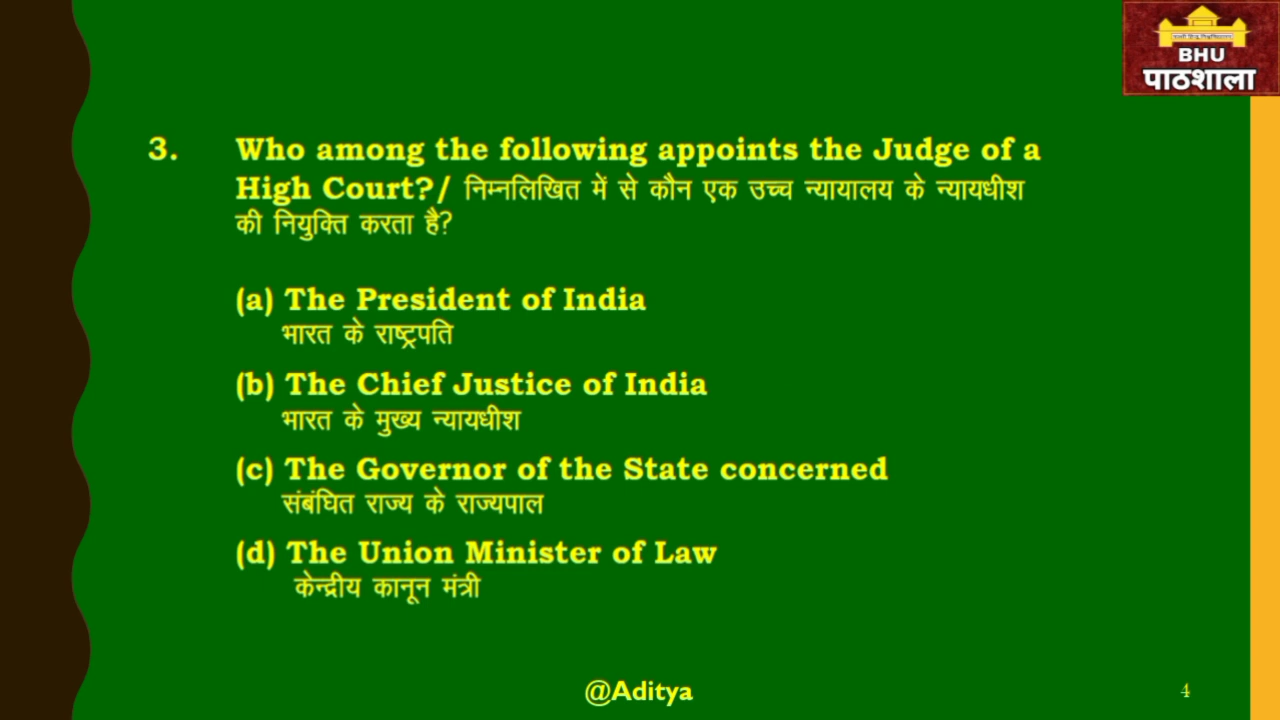 BHU
पाठशाला
3. Who among the following appoints the Judge of a
High Court?/ निम्नलिखित में से कौन एक उच्च न्यायालय के न्यायधीश
की नियुक्ति करता है?
(a) The President of India
भारत के राष्ट्रपति
(b) The Chief Justice of India
भारत के मुख्य न्यायधीश
(c) The Governor of the State concerned
संबंधित राज्य के राज्यपाल
(d) The Union Minister of Law
केन्द्रीय कानून मंत्री
@Aditya
4